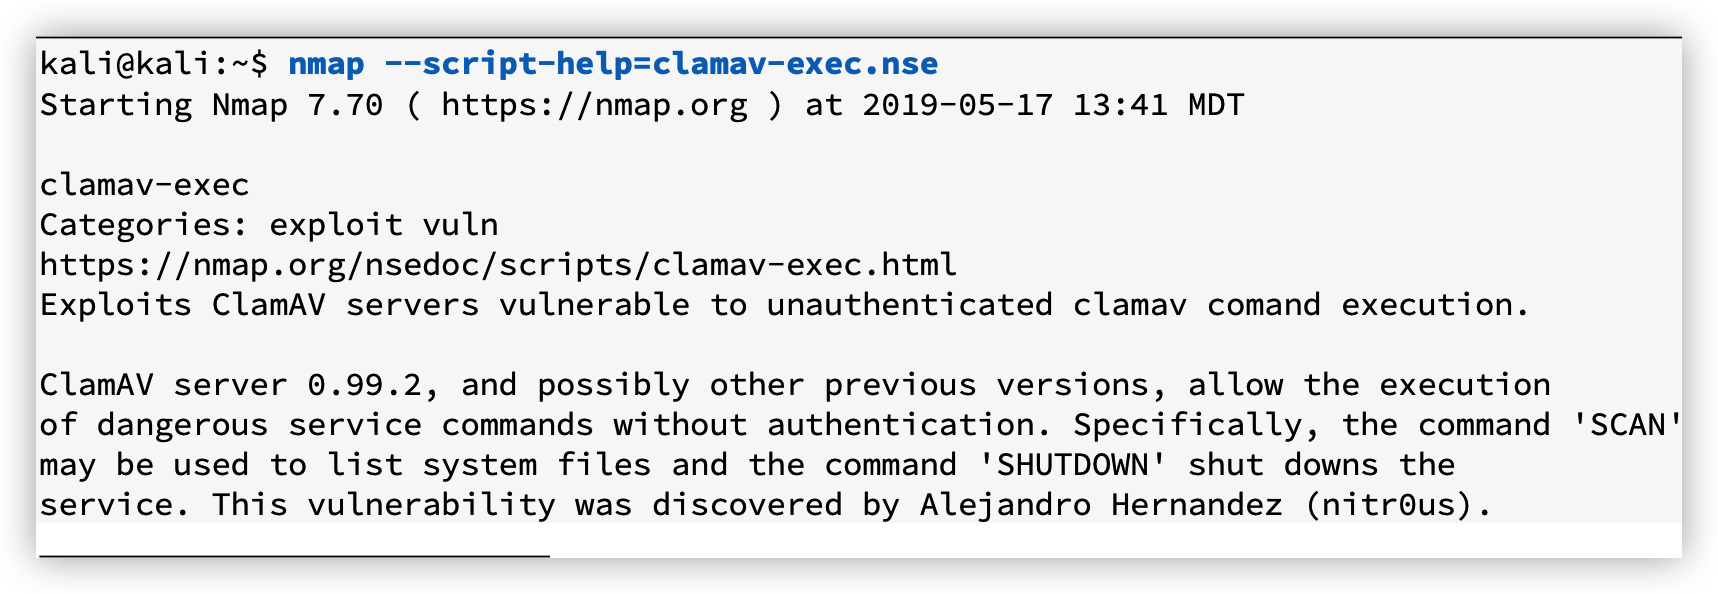 kali@kali:~$ nmap --script-help=clamav-exec.nse
Starting Nmap 7.70 ( https://nmap.org ) at 2019-05-17 13:41 MDT
clamav-exec
Categories: exploit vuln
https://nmap.org/nsedoc/scripts/clamav-exec.html
Exploits ClamAV servers vulnerable to unauthenticated clamav comand execution.
ClamAV server 0.99.2, and possibly other previous versions, allow the execution
of dangerous service commands without authentication. Specifically, the command 'SCAN'
may be used to list system files and the command 'SHUTDOWN' shut downs the
service. This vulnerability was discovered by Alejandro Hernandez (nitr0us).